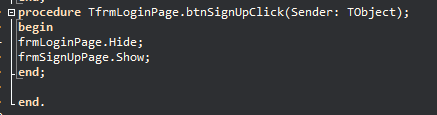 procedure TfrmLoginPage.btnSignUpClick(Sender: TObject);
begin
frmLoginPage.Hide;
frmSignUpPage.Show;
end;
end.